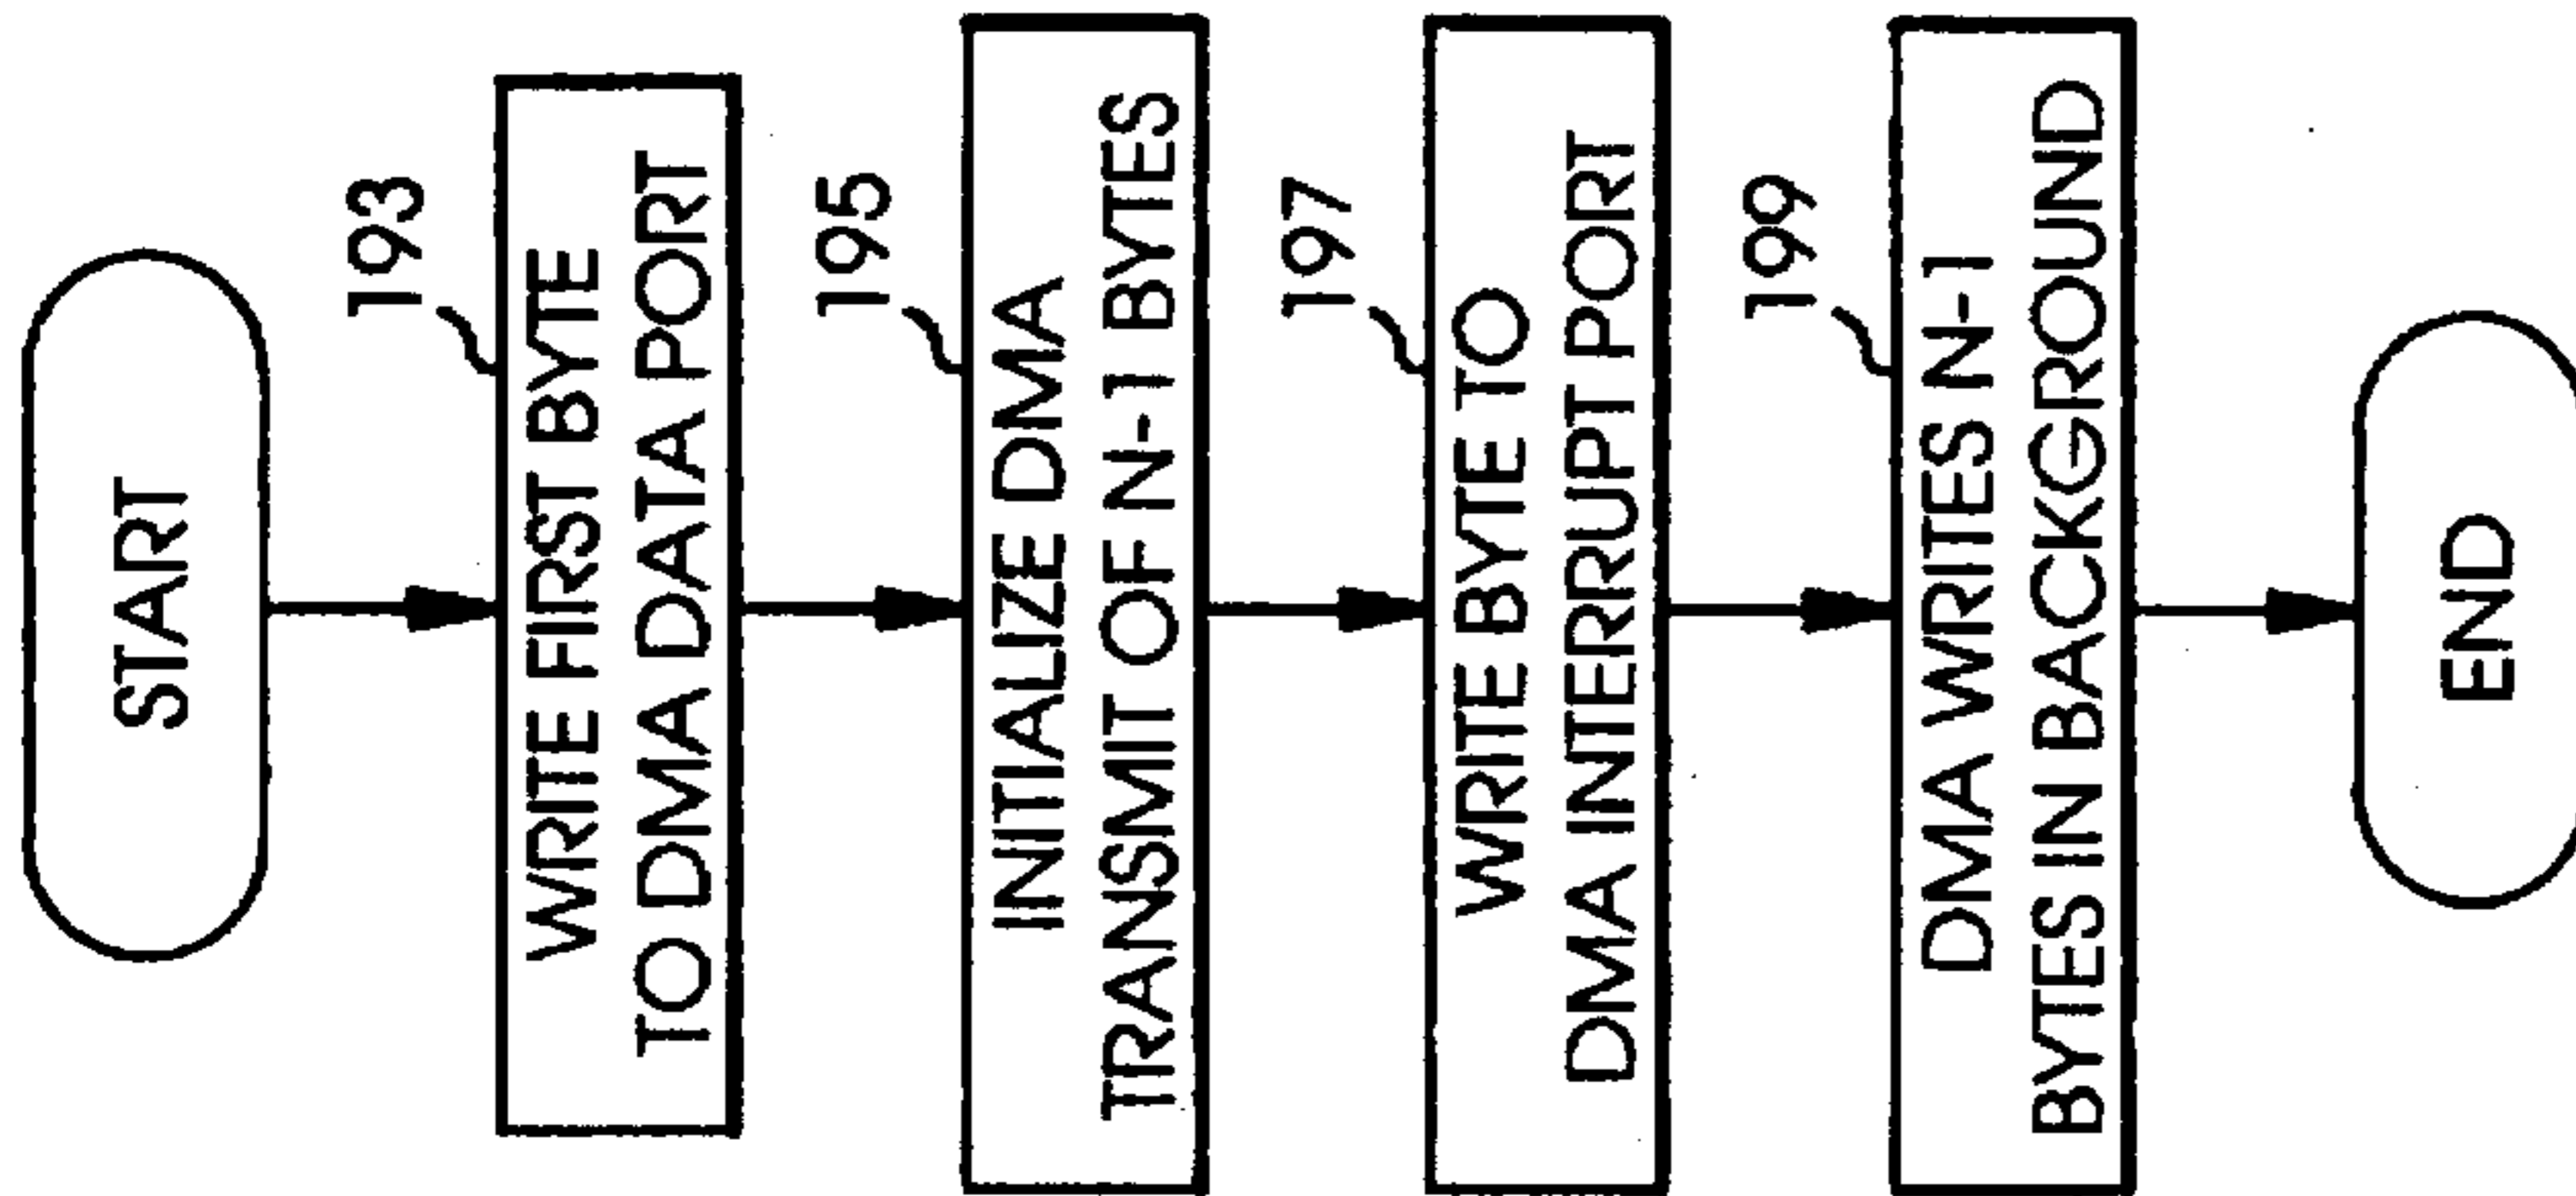 START
193
WRITE FIRST BYTE
TO DMA DATA PORT
195
INITIALIZE DMA
TRANSMIT OF N-1 BYTES
197
WRITE BYTE TO
DMA INTERRUPT PORT
199
DMA WRITES N-1
BYTES IN BACKGROUND
END